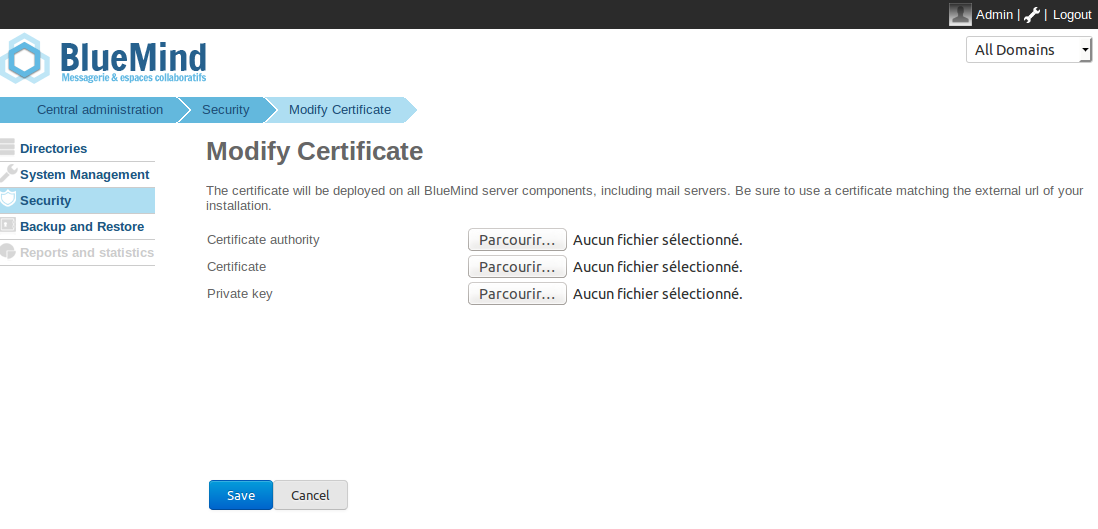 Admin | | Logout
BlueMind
Messagerie & espaces collaboratifs
All Domains
Central administration Security Modify Certificate
Directories
System Management
Security
Backup and Restore
Reports and statistics
Modify Certificate
The certificate will be deployed on all BlueMind server components, including mail servers. Be sure to use a certificate matching the external url of your
installation.
Certificate authority Parcourir... Aucun fichier sélectionné.
Certificate Parcourir... Aucun fichier sélectionné.
Private key Parcourir... Aucun fichier sélectionné.
Save Cancel